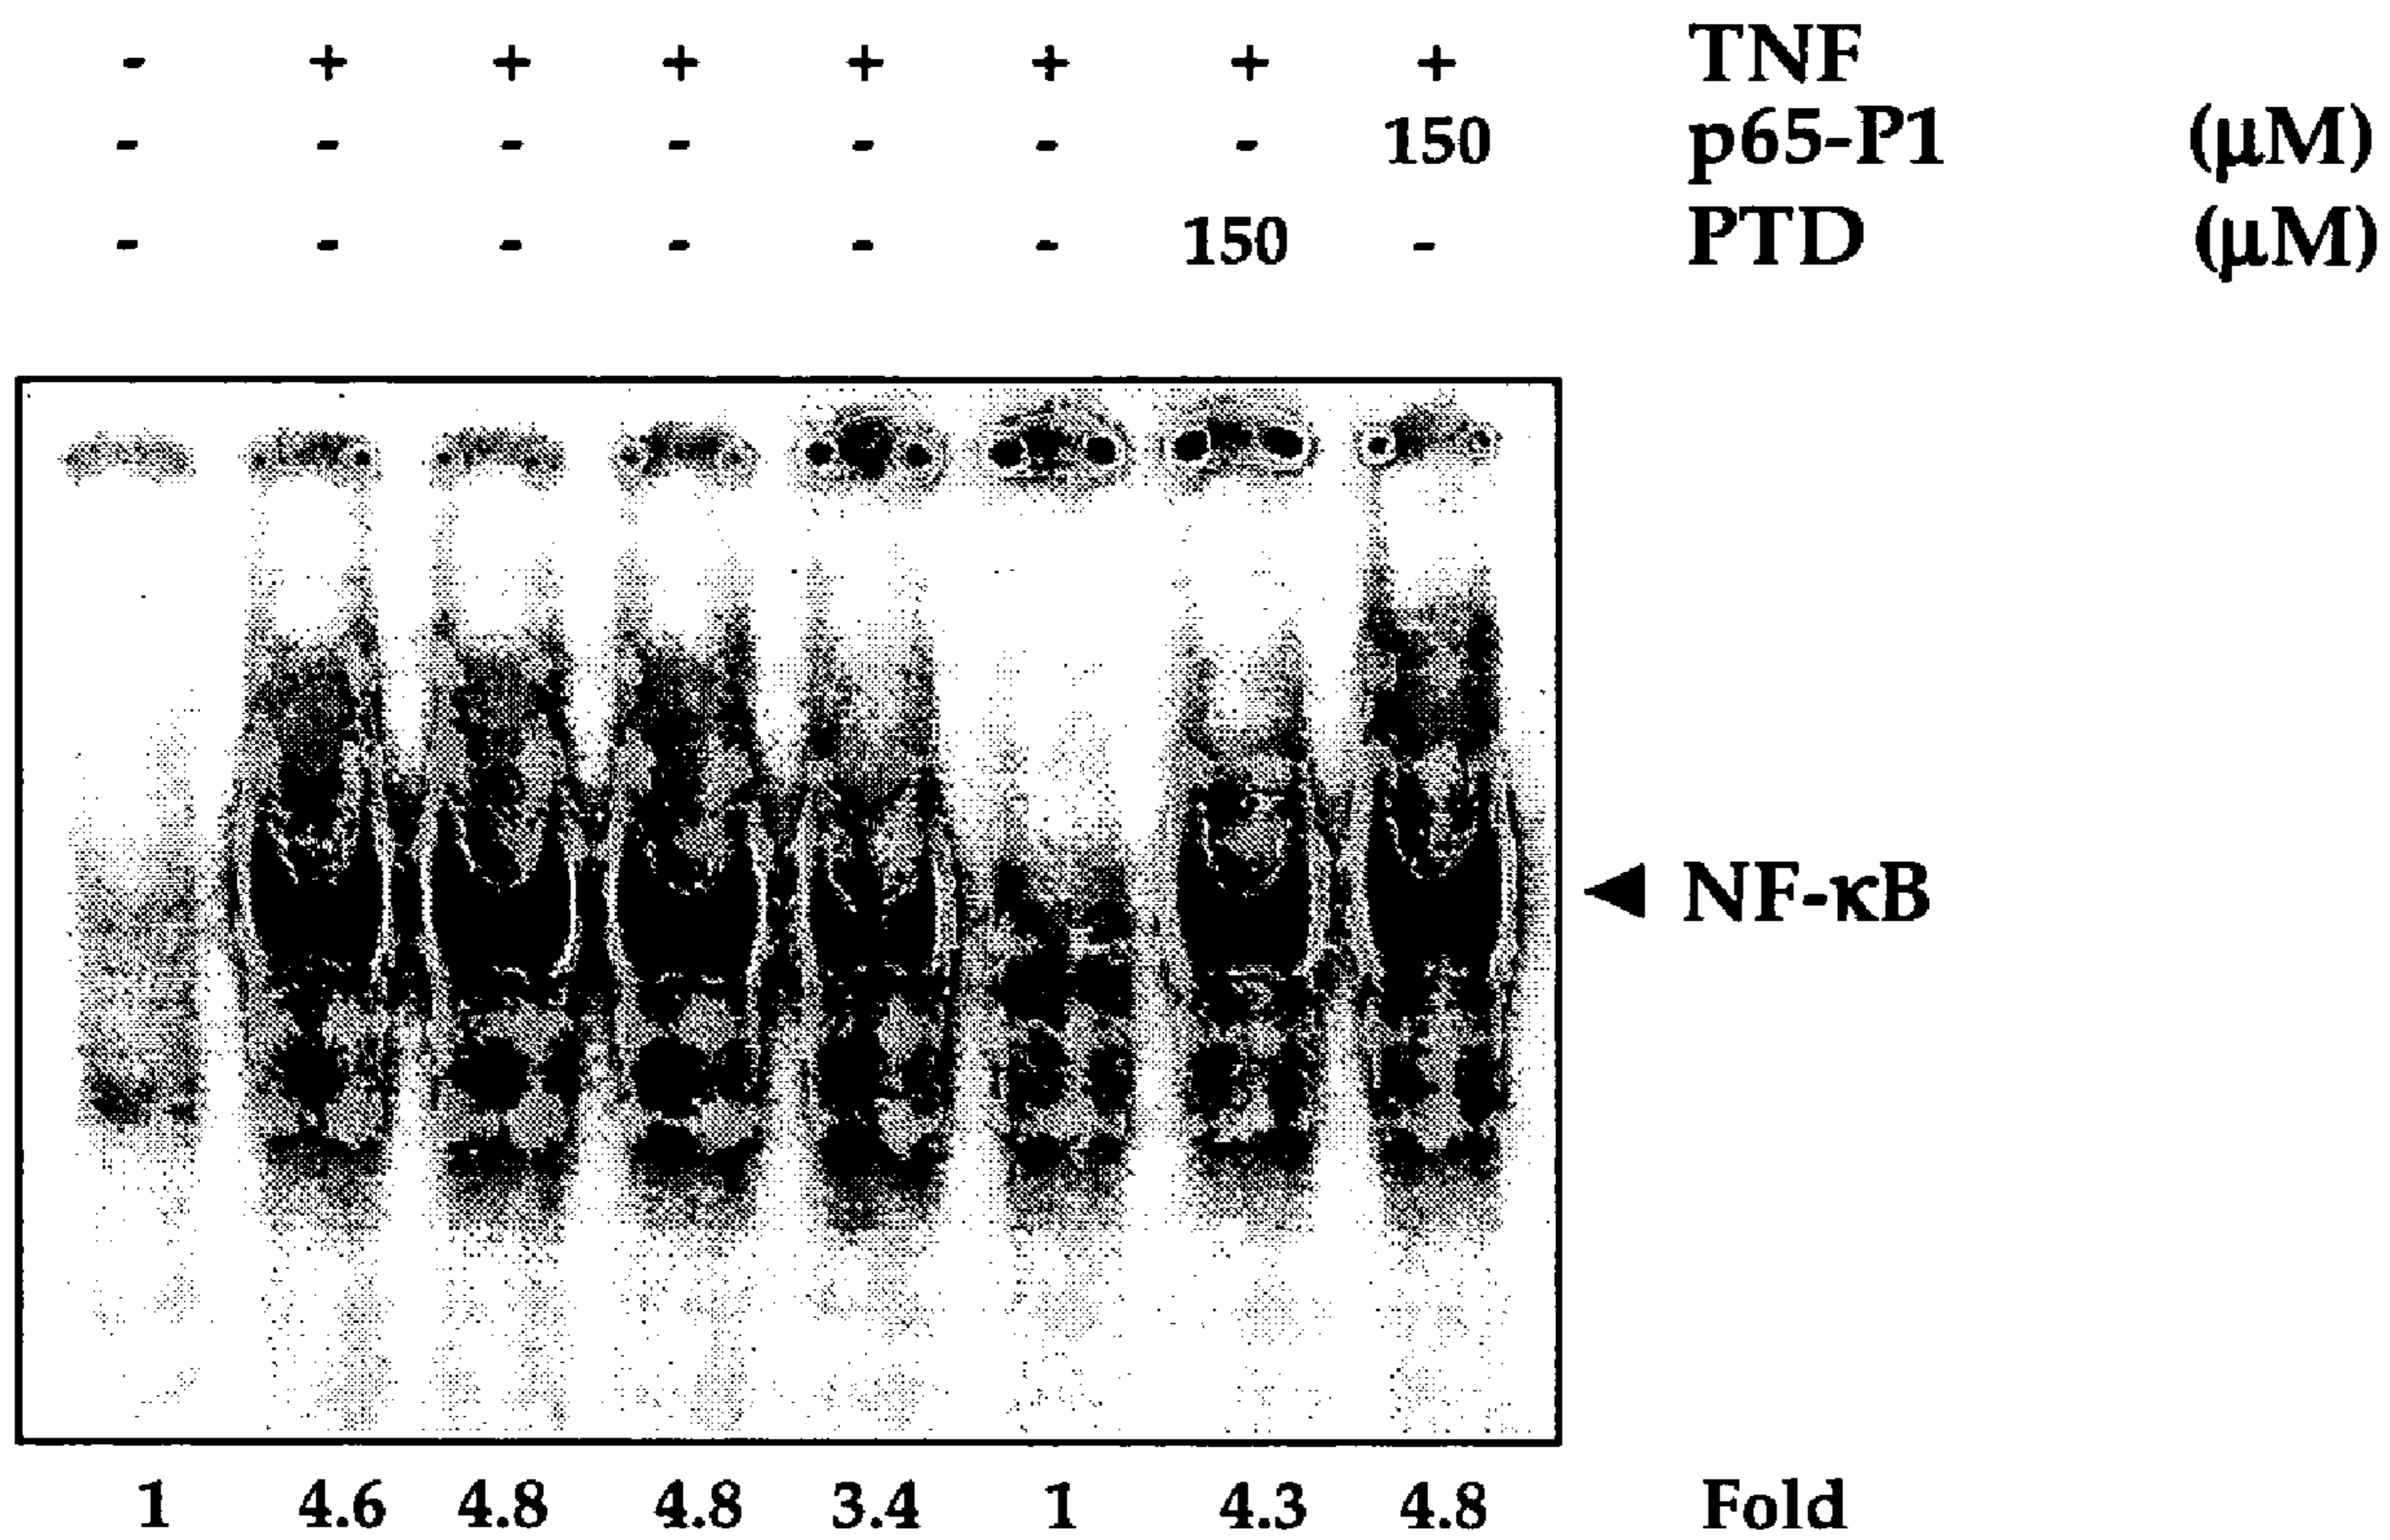 - + + + + + + + TNF
- - - - - - - 150 p65-P1 (μM)
- - - - - - 150 - PTD (μM)
NF-κB
1 4.6 4.8 4.8 3.4 1 4.3 4.8 Fold